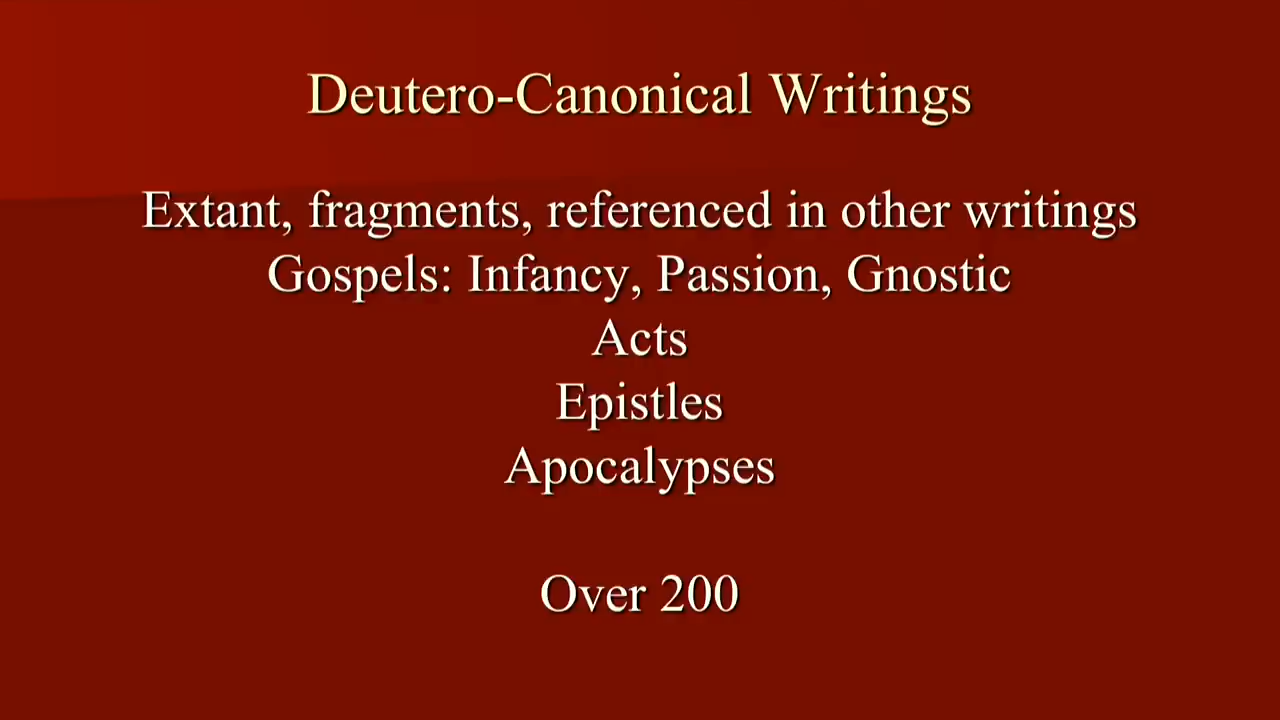 Deutero-Canonical Writings
Extant, fragments, referenced in other writings
Gospels: Infancy, Passion, Gnostic
Acts
Epistles
Apocalypses
Over 200